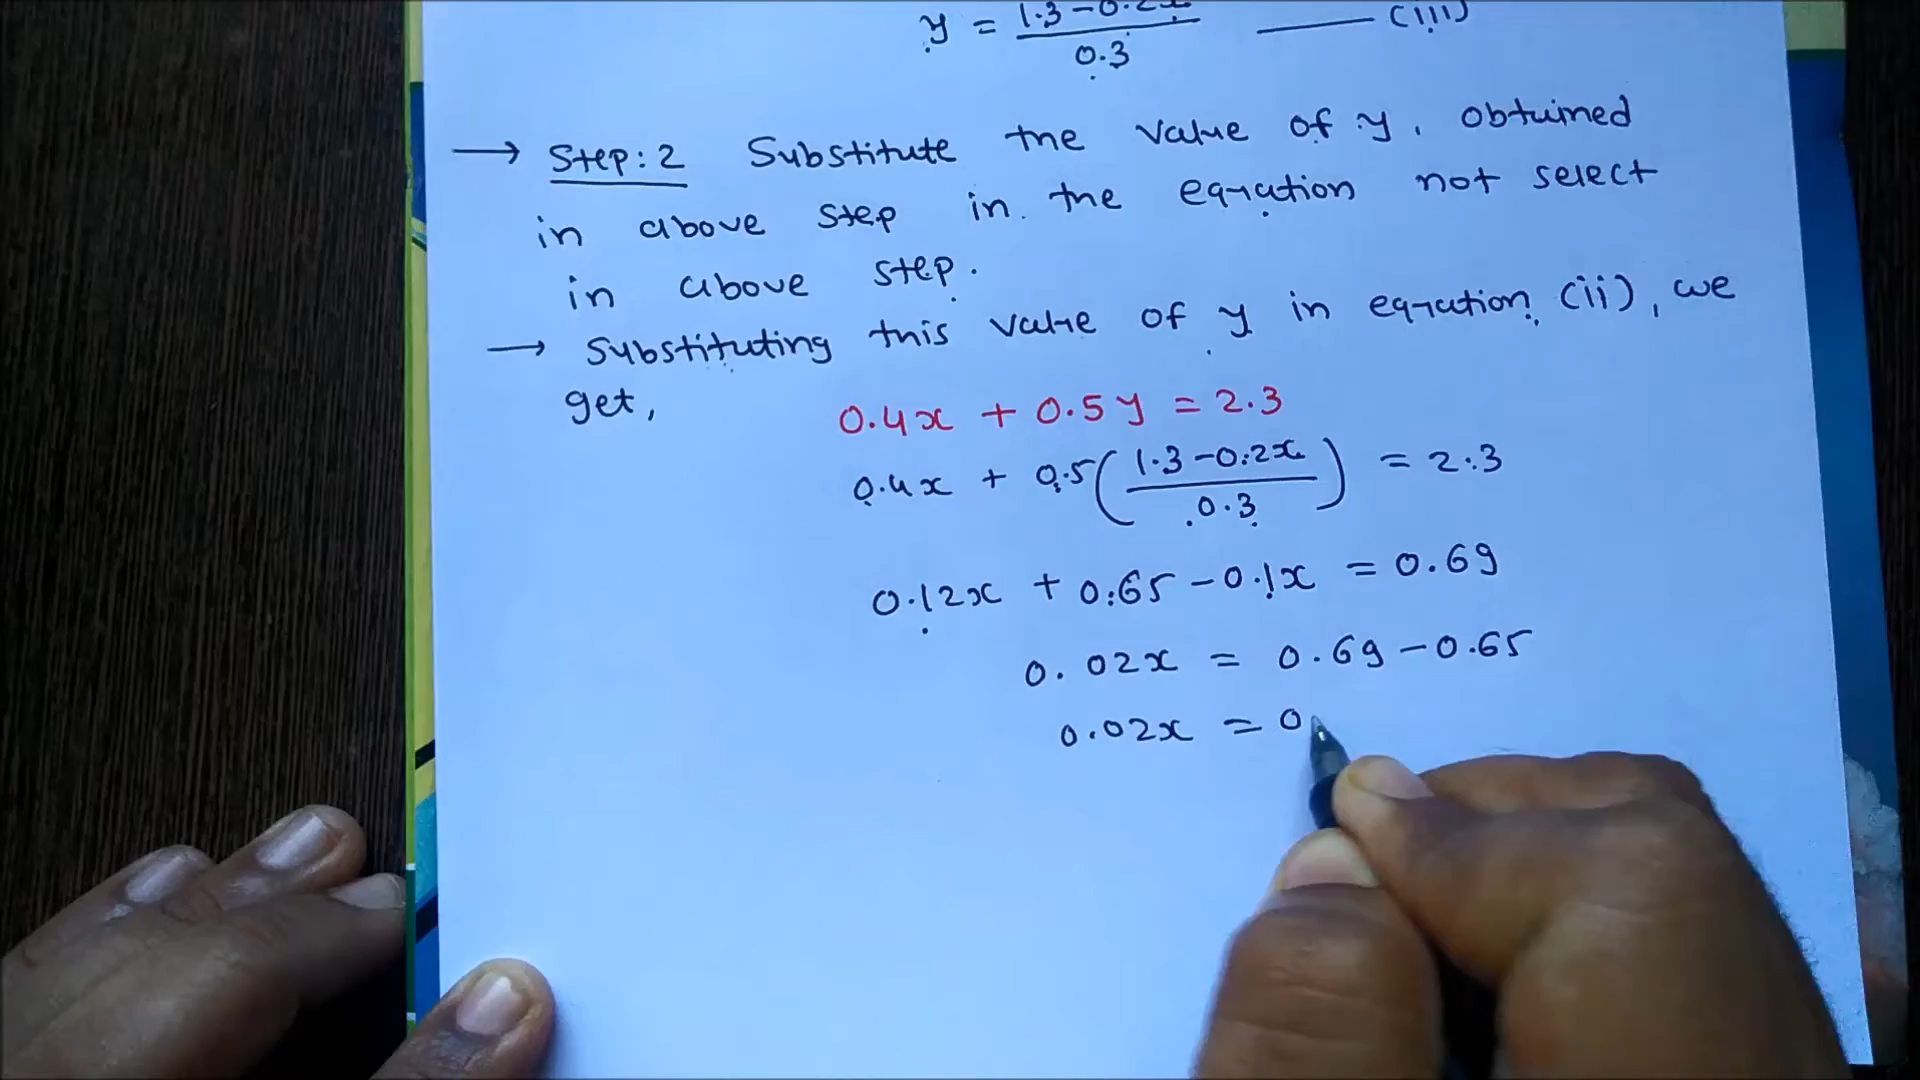 y = 1.3 - 0.2x / 0.3 —— (iii)
→ Step:2 Substitute the value of y, obtained
in above step in the equation not select
in above step.
→ Substituting this value of y in equation (ii), we
get,
0.4x + 0.5y = 2.3
0.4x + 0.5(1.3 - 0.2x / 0.3) = 2.3
0.12x + 0.65 - 0.1x = 0.69
0.02x = 0.69 - 0.65
0.02x = 0.